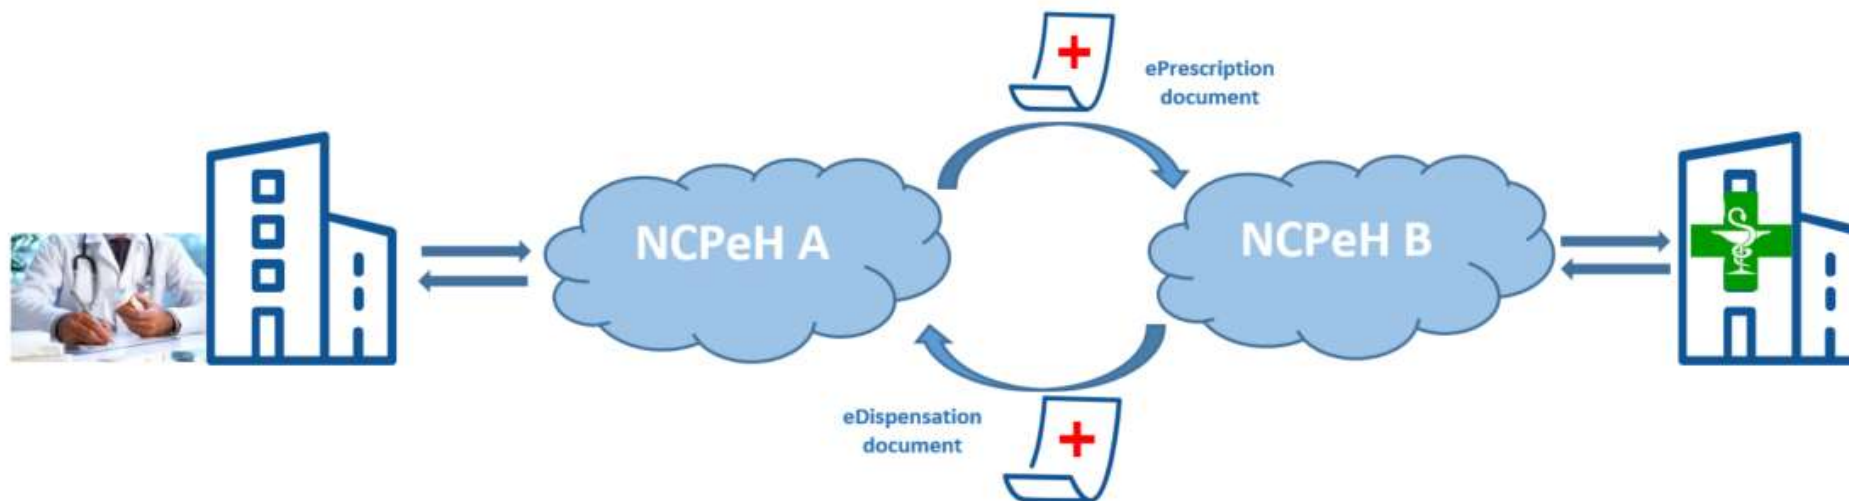 ePrescription
document
NCPeH A
NCPeH B
eDispensation
document